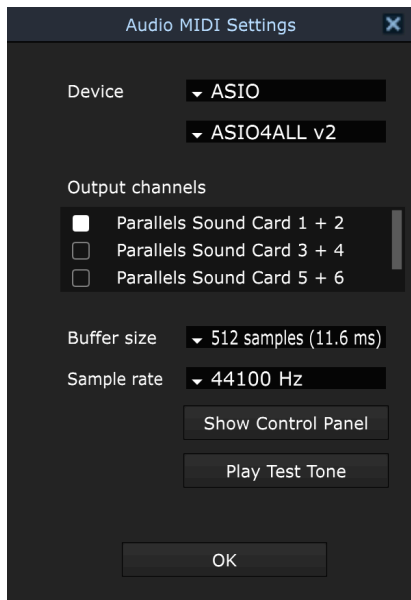 Audio MIDI Settings
Device ASIO
ASIO4ALL v2
Output channels
Parallels Sound Card 1 + 2
Parallels Sound Card 3 + 4
Parallels Sound Card 5 + 6
Buffer size 512 samples (11.6 ms)
Sample rate 44100 Hz
Show Control Panel
Play Test Tone
OK